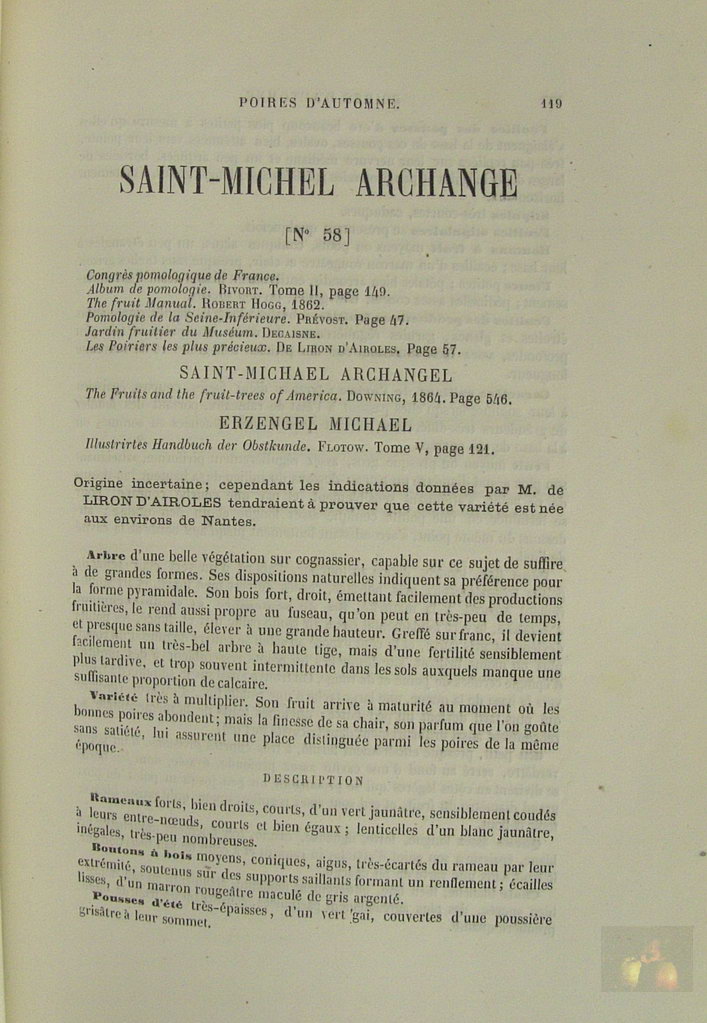 POIRES D'AUTOMNE. 119
SAINT-MICHEL ARCHANGE
[N° 58]
Congrès pomologique de France.
Album de pomologie. BIVORT. Tome II, page 149.
The fruit Manual. ROBERT HOGG, 1862.
Pomologie de la Seine-Inférieure. PRÉVOST. Page 47.
Jardin fruitier du Muséum. DECAISNE.
Les Poiriers les plus précieux. DE LIRON D'AIROLES. Page 57.
SAINT-MICHAEL ARCHANGEL
The Fruits and the fruit-trees of America. DOWNING, 1864. Page 546.
ERZENGEL MICHAEL
Illustrirtes Handbuch der Obstkunde. FLOTOW. Tome V, page 121.
Origine incertaine; cependant les indications données par M. de
LIRON D'AIROLES tendraient à prouver que cette variété est née
aux environs de Nantes.
Arbre d'une belle végétation sur cognassier, capable sur ce sujet de suffire
à de grandes formes. Ses dispositions naturelles indiquent sa préférence pour
la forme pyramidale. Son bois fort, droit, émettant facilement des productions
fruitières, le rend aussi propre au fuseau, qu'on peut en très-peu de temps,
et presque sans taille, élever à une grande hauteur. Greffé sur franc, il devient
facilement un très-bel arbre à haute tige, mais d'une fertilité sensiblement
plus tardive, et trop souvent intermittente dans les sols auxquels manque une
suffisante proportion de calcaire.
Variété très à multiplier. Son fruit arrive à maturité au moment où les
bonnes poires abondent; mais la finesse de sa chair, son parfum que l'on goûte
sans satiété, lui assurent une place distinguée parmi les poires de la même
époque.
DESCRIPTION
Rameaux forts, bien droits, courts, d'un vert jaunâtre, sensiblement coudés
à leurs entre-nœuds, courts et bien égaux; lenticelles d'un blanc jaunâtre,
inégales, très-peu nombreuses.
Boutons à bois moyens, coniques, aigus, très-écartés du rameau par leur
extrémité, soutenus sur des supports saillants formant un renflement; écailles
lisses, d'un marron rougeâtre maculé de gris argenté.
Pousses d'été très-épaisses, d'un vert gai, couvertes d'une poussière
grisâtre à leur sommet.